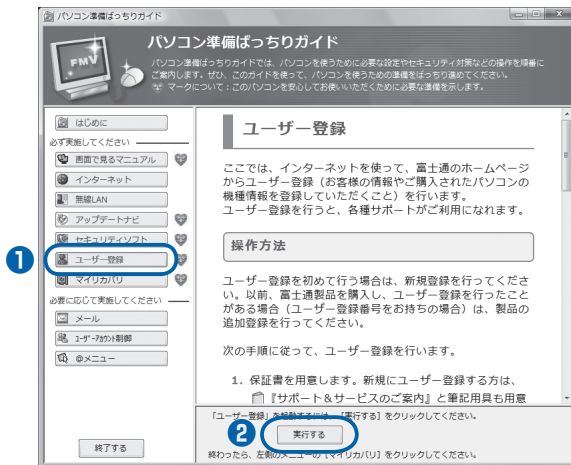 パソコン準備ばっちりガイド
FMV
パソコン準備ばっちりガイド
パソコン準備ばっちりガイドでは、パソコンを使うために必要な設定やセキュリティ対策などの操作を順番に
ご案内します。ぜひ、このガイドを使って、パソコンを使うための準備をばっちり進めてください。
マークについて:このパソコンを安心してお使いいただくために必要な準備を示します。
はじめに
必ず実施してください
画面で見るマニュアル
インターネット
無線LAN
アップデートナビ
セキュリティソフト
1
ユーザー登録
マイリカバリ
必要に応じて実施してください
メール
ユーザーアカウント制御
@メニュー
終了する
ユーザー登録
ここでは、インターネットを使って、富士通のホームページ
からユーザー登録(お客様の情報やご購入されたパソコンの
機種情報を登録していただくこと)を行います。
ユーザー登録を行うと、各種サポートがご利用になれます。
操作方法
ユーザー登録を初めて行う場合は、新規登録を行ってくださ
い。以前、富士通製品を購入し、ユーザー登録を行ったこと
がある場合(ユーザー登録番号をお持ちの場合)は、製品の
追加登録を行ってください。
次の手順に従って、ユーザー登録を行います。
1. 保証書を用意します。新規にユーザー登録する方は、
『サポート&サービスのご案内』と筆記用具も用意
「ユーザー登録」を起動するには、[実行する]をクリックしてください。
2
実行する
終わったら、左側のメニューの[マイリカバリ]をクリックしてください。